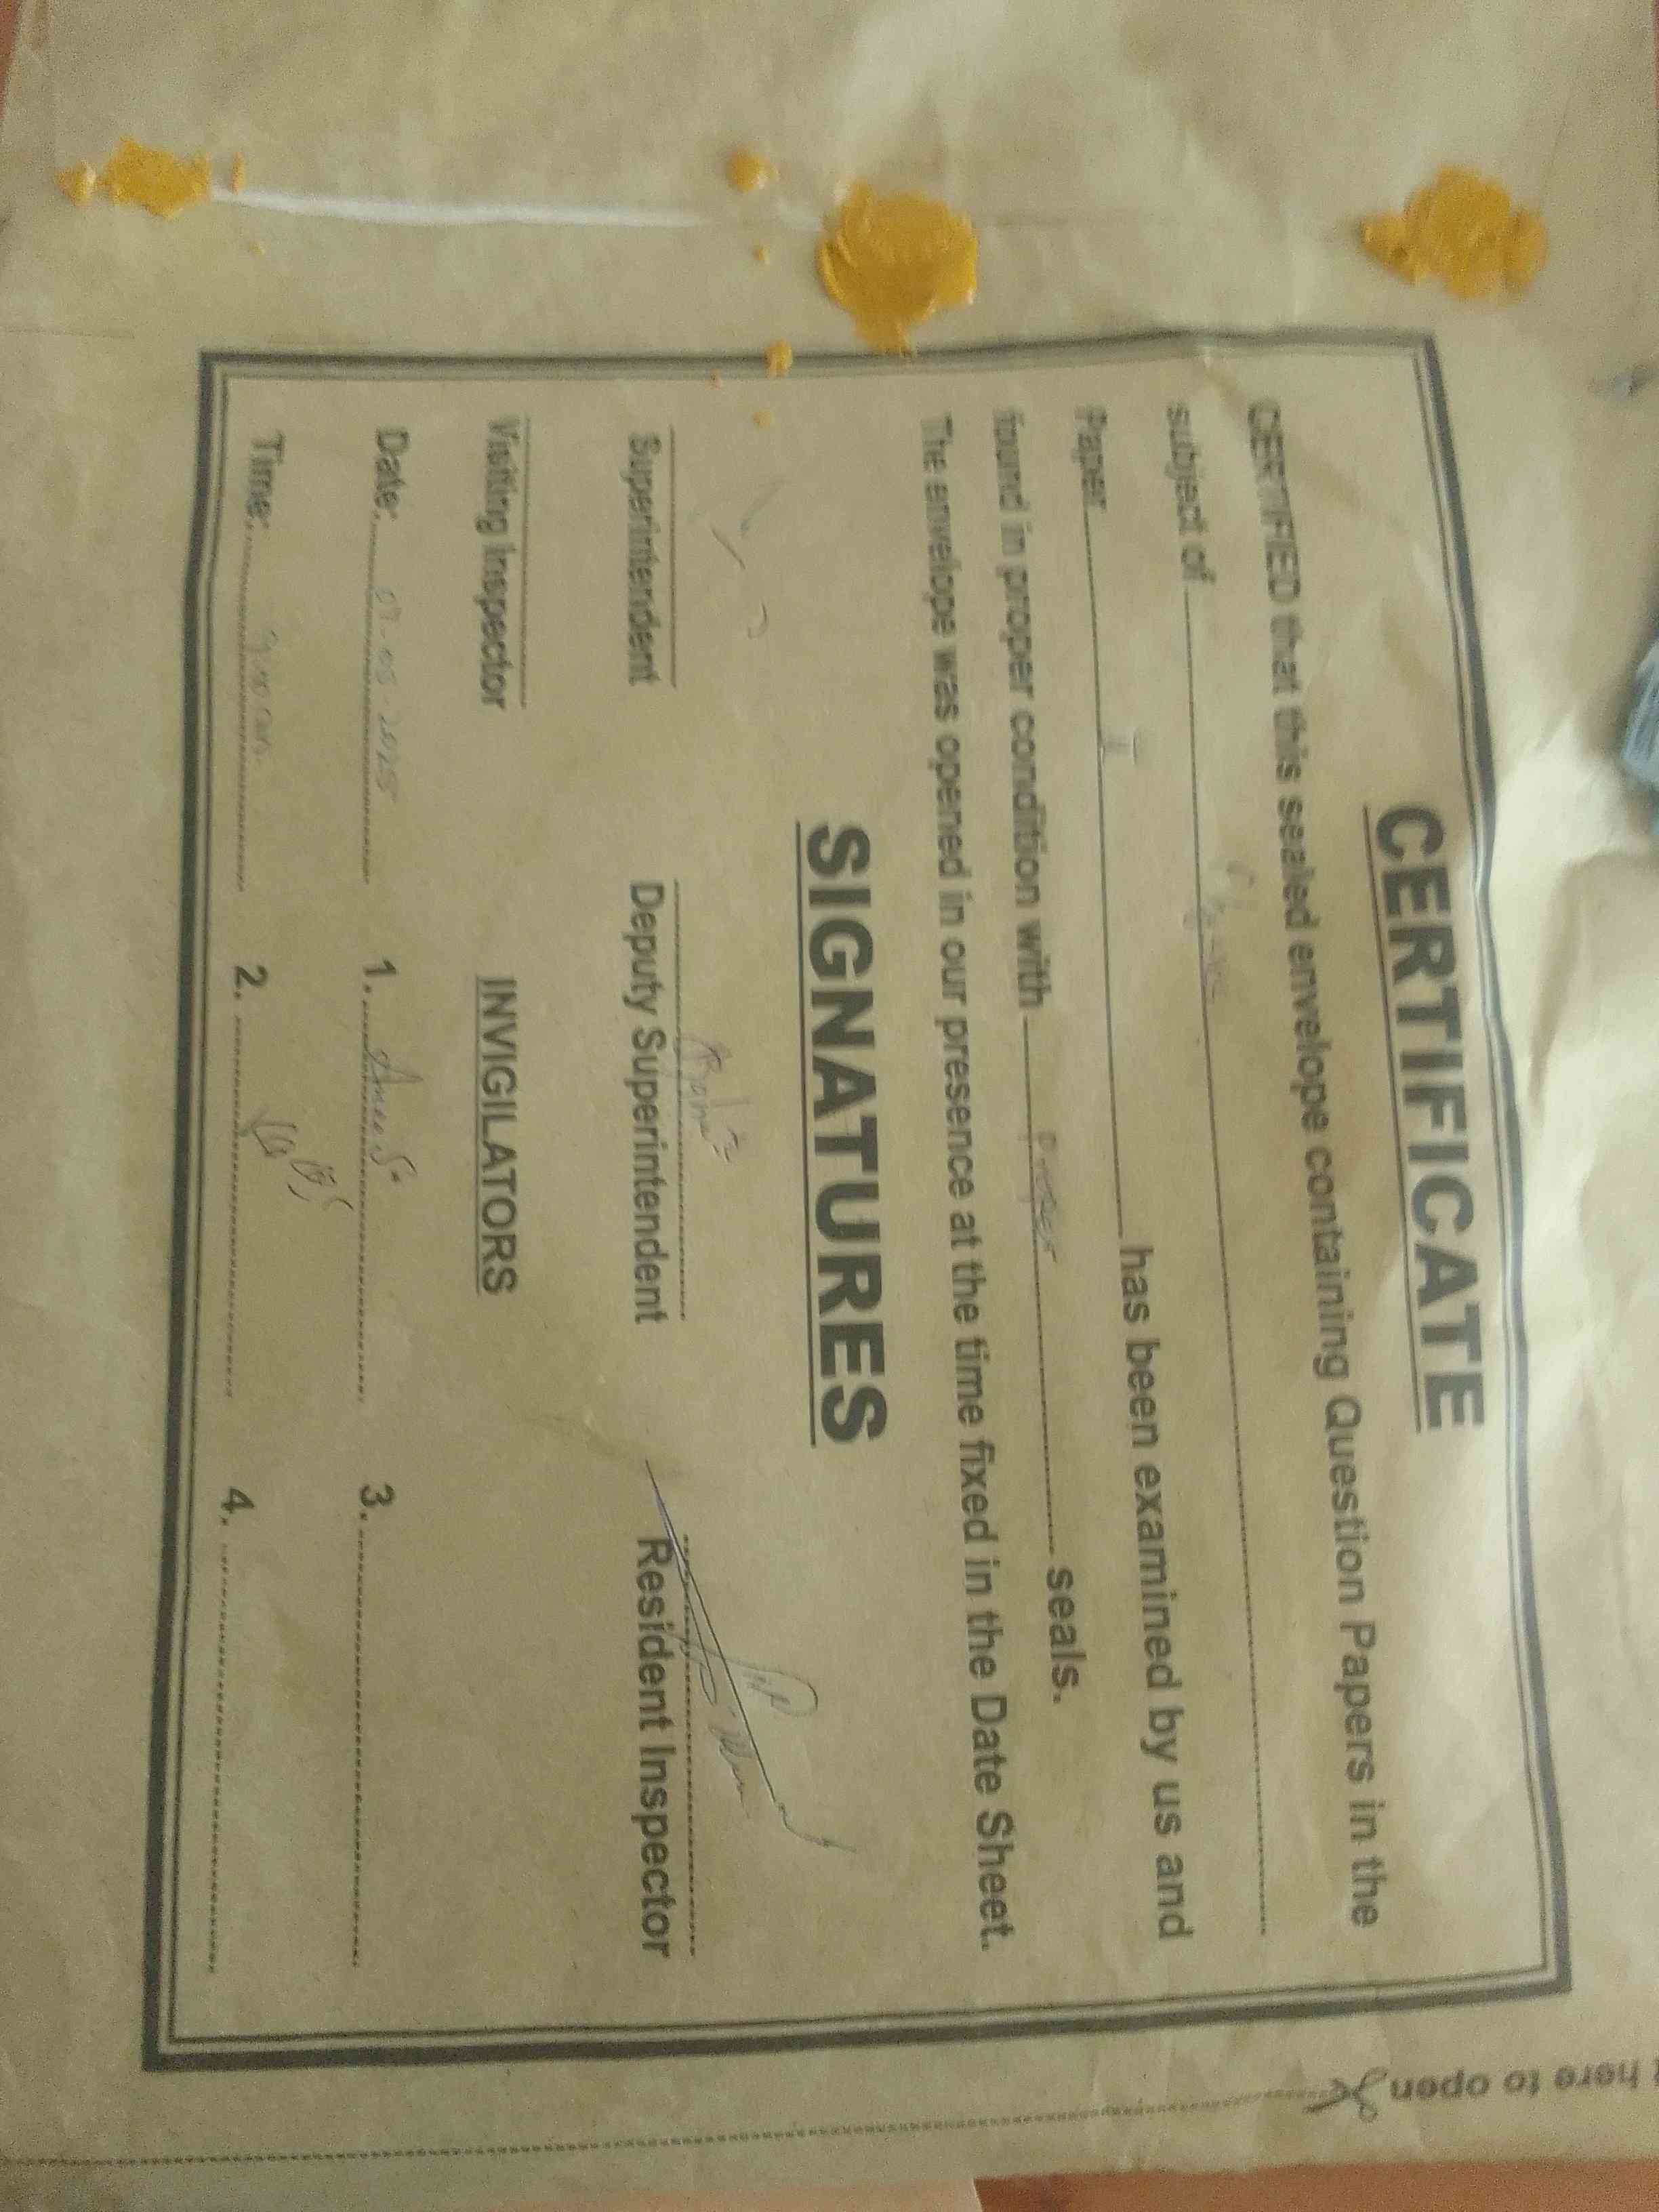 CERTIFICATE
CERTIFIED that this sealed envelope containing Question Papers in the
subject of
Paper I has been examined by us and
found in proper condition with seals.
The envelope was opened in our presence at the time fixed in the Date Sheet.
SIGNATURES
Superintendent Deputy Superintendent Resident Inspector
Visiting Inspector INVIGILATORS
Date: 07-05-2025 1. 3.
Time: 2. 4.
here to open